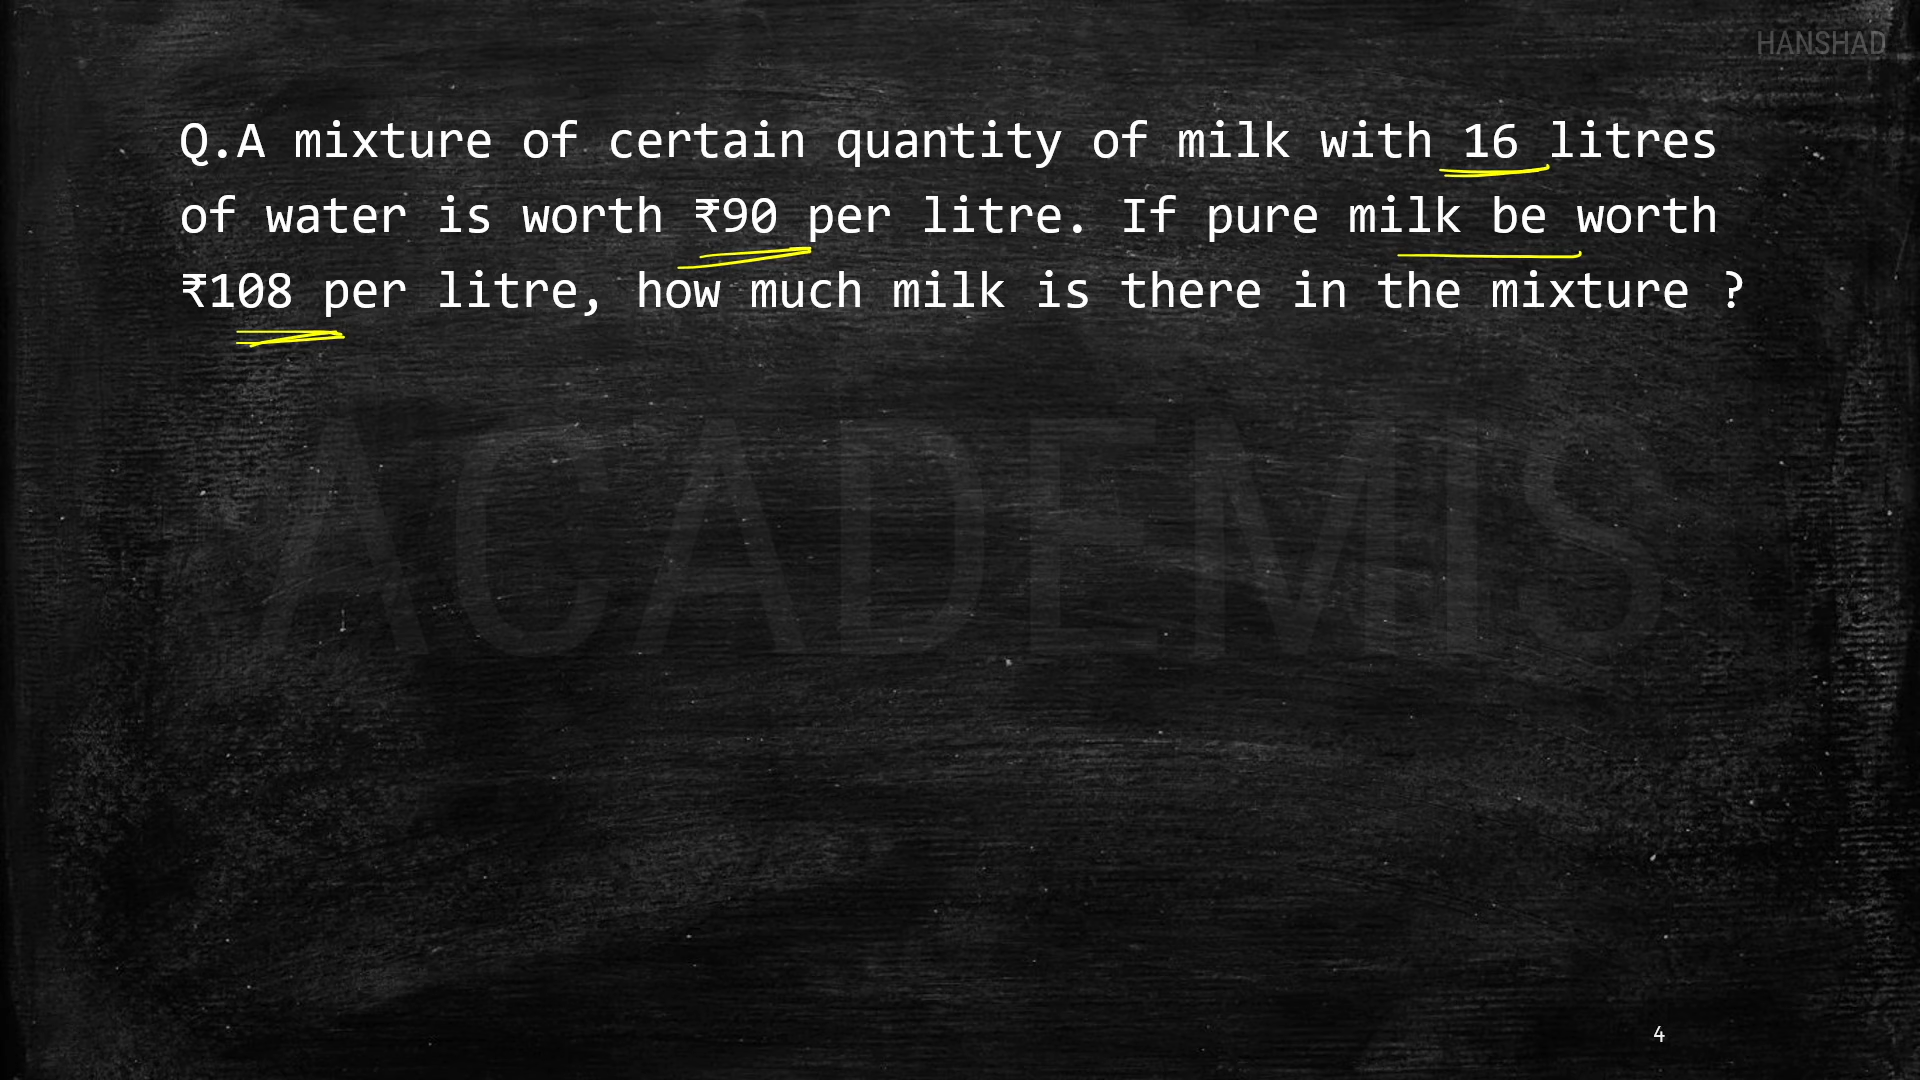 HANSHAD
Q.A mixture of certain quantity of milk with 16 litres
of water is worth ₹90 per litre. If pure milk be worth
₹108 per litre, how much milk is there in the mixture ?
ACADEMIS
4